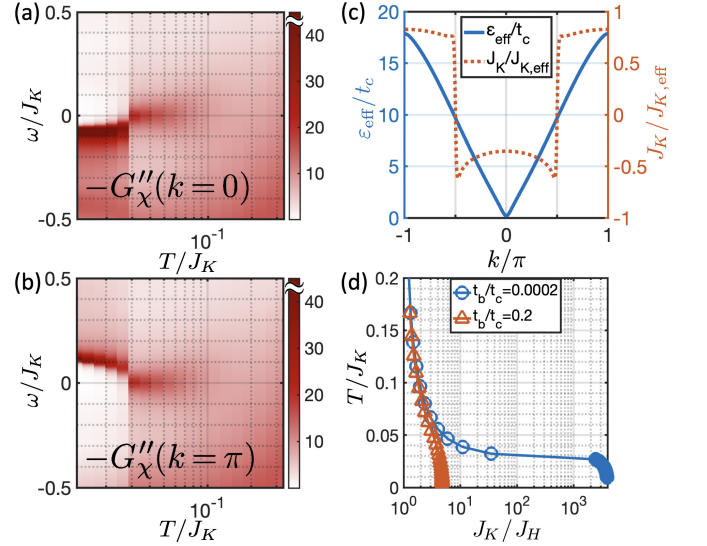 (a)
0.5
0
-0.5
ω/J_K
−G″_χ(k = 0)
10^-1
T/J_K
40
30
20
10
(b)
0.5
0
-0.5
ω/J_K
−G″_χ(k = π)
10^-1
T/J_K
40
30
20
10
(c)
20
15
10
5
0
ε_eff/t_c
ε_eff/t_c
J_K/J_K,eff
1
0.5
0
-0.5
-1
J_K/J_K,eff
-1
0
1
k/π
(d)
0.2
0.15
0.1
0.05
0
T/J_K
t_b/t_c=0.0002
t_b/t_c=0.2
10^0
10^1
10^2
10^3
J_K/J_H